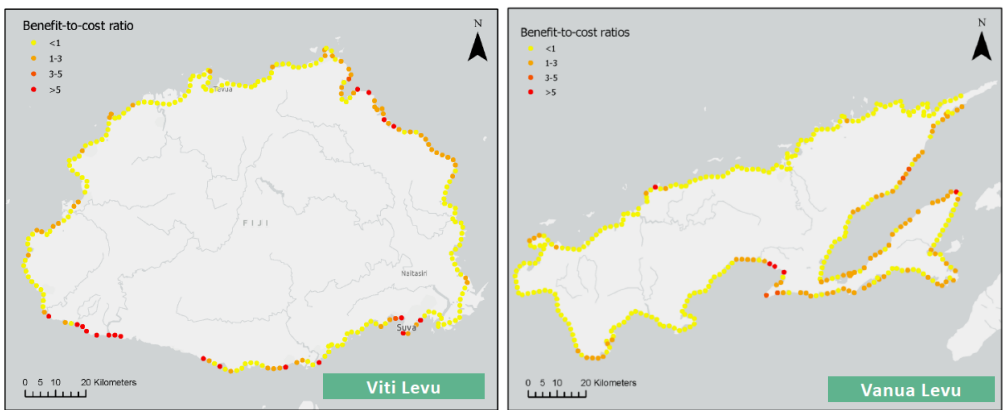 Benefit-to-cost ratio
<1
1-3
3-5
>5
N
Tavua
FIJI
Naitasiri
Suva
0 5 10 20 Kilometers
Viti Levu
Benefit-to-cost ratios
<1
1-3
3-5
>5
N
0 5 10 20 Kilometers
Vanua Levu